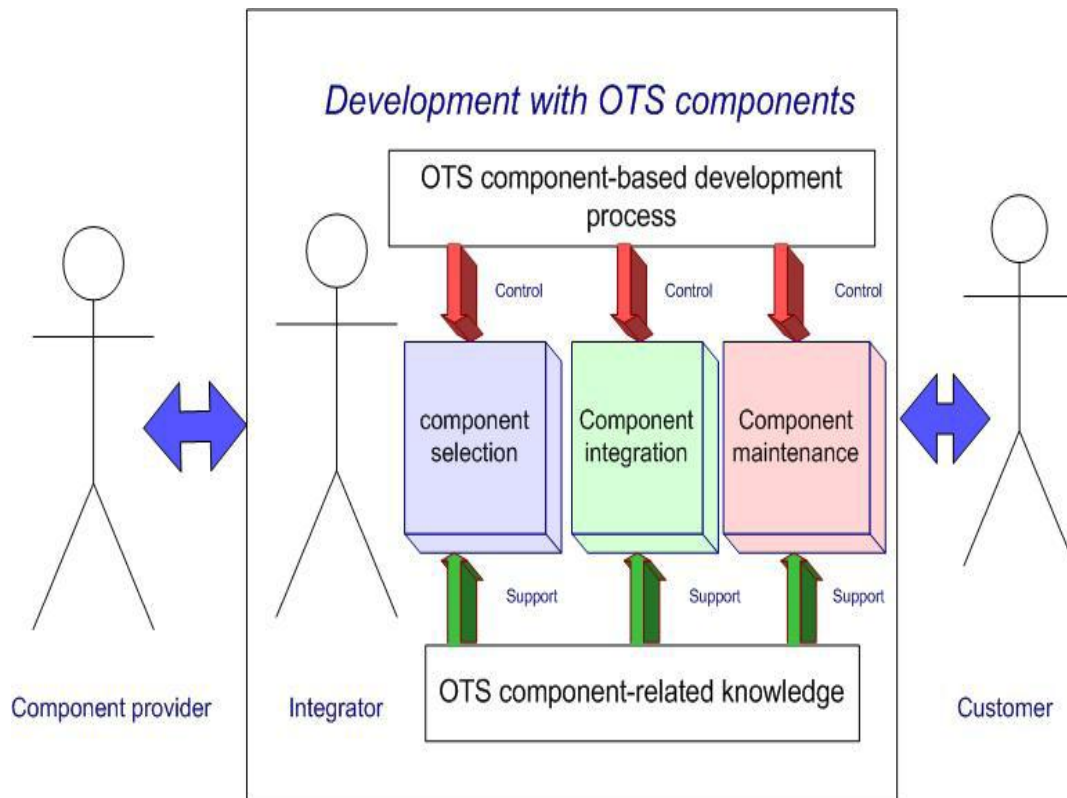 Development with OTS components
OTS component-based development
process
Control
Control
Control
component
selection
Component
integration
Component
maintenance
Support
Support
Support
OTS component-related knowledge
Component provider
Integrator
Customer